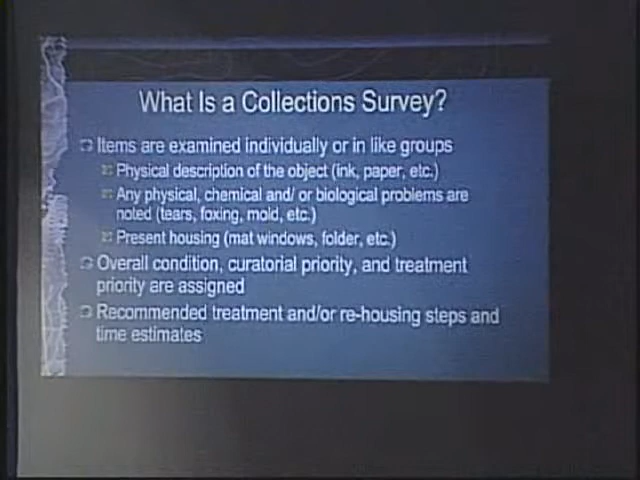 What Is a Collections Survey?
Items are examined individually or in like groups
Physical description of the object (ink, paper, etc.)
Any physical, chemical and/ or biological problems are
noted (tears, foxing, mold, etc.)
Present housing (mat windows, folder, etc.)
Overall condition, curatorial priority, and treatment
priority are assigned
Recommended treatment and/or re-housing steps and
time estimates